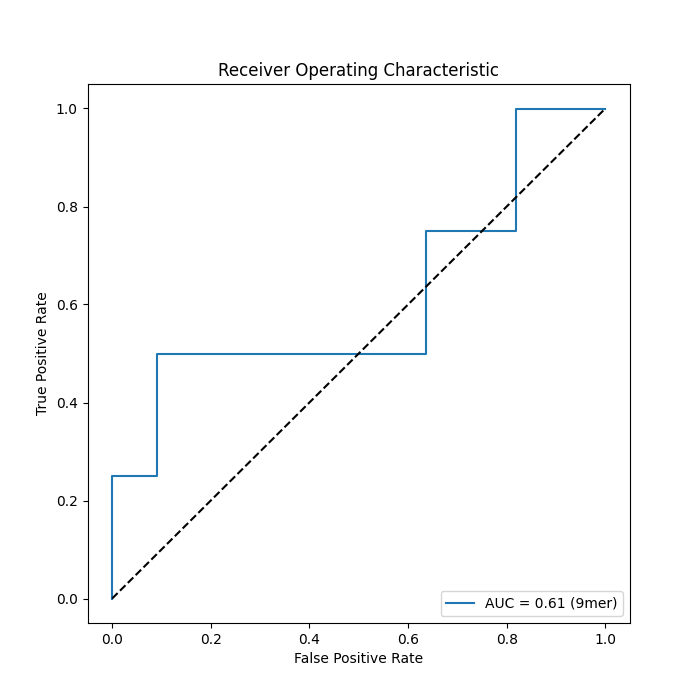 Receiver Operating Characteristic
1.0
0.8
0.6
0.4
0.2
0.0
True Positive Rate
AUC = 0.61 (9mer)
0.0 0.2 0.4 0.6 0.8 1.0
False Positive Rate